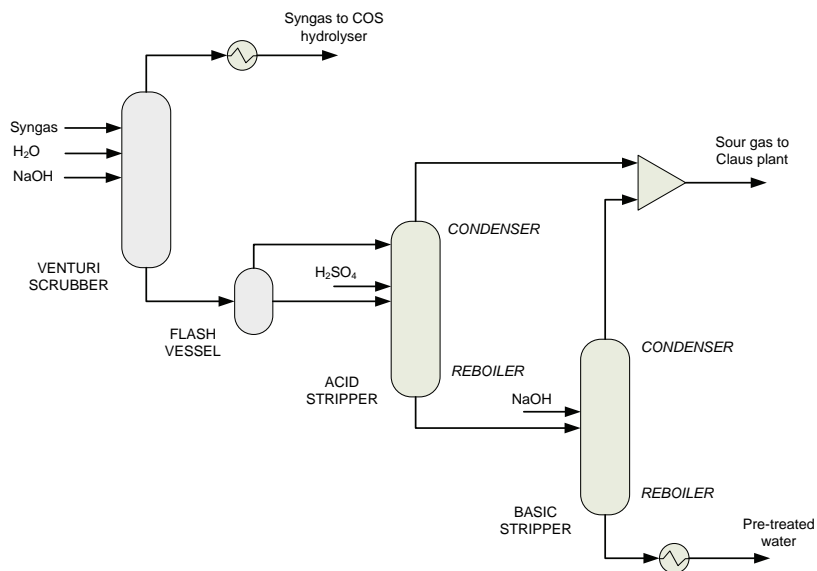 Syngas to COS
hydrolyser
Syngas
H₂O
NaOH
Sour gas to
Claus plant
CONDENSER
VENTURI
SCRUBBER
H₂SO₄
FLASH
VESSEL
CONDENSER
REBOILER
ACID
STRIPPER
NaOH
REBOILER
BASIC
STRIPPER
Pre-treated
water